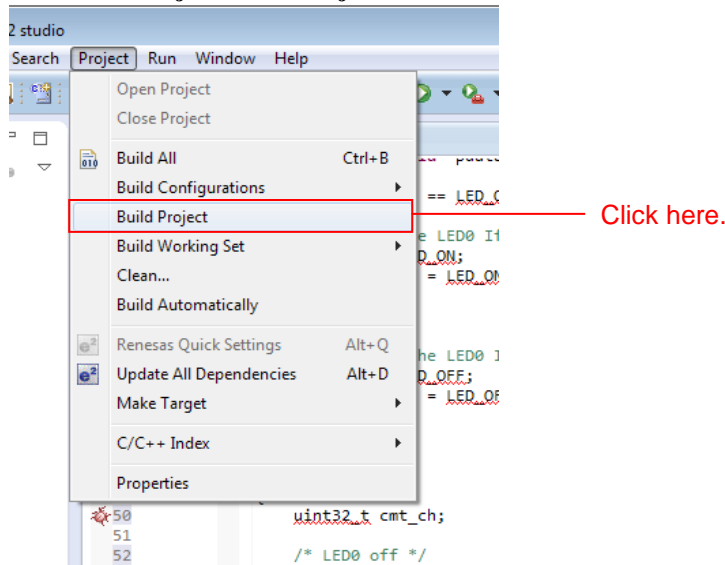 2 studio
Search Project Run Window Help
Open Project
Close Project
Build All Ctrl+B
Build Configurations
== LED_
Build Project
Click here.
e LED0 If
Build Working Set
D_ON;
Clean...
= LED_ON
Build Automatically
Renesas Quick Settings Alt+Q
he LED0 I
Update All Dependencies Alt+D
D_OFF;
Make Target
= LED_OF
C/C++ Index
Properties
50 uint32_t cmt_ch;
51
52 /* LED0 off */